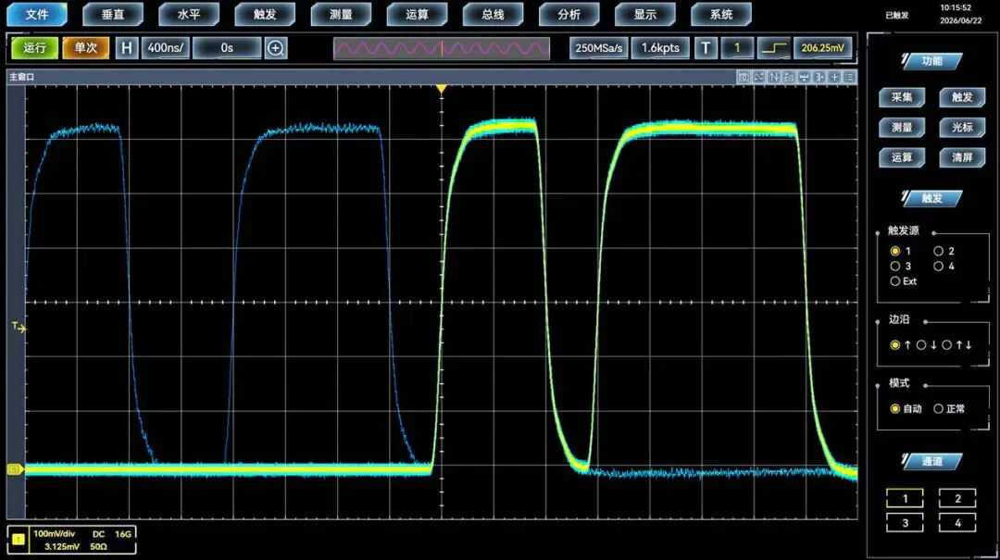 文件 垂直 水平 触发 测量 运算 总线 分析 显示 系统 已触发 10:15:52
2026/06/22
运行 单次 H 400ns/ 0s 250MSa/s 1.6kpts T 1 206.25mV
主窗口
功能
采集 触发
测量 光标
运算 清屏
触发
触发源
1 2
3 4
Ext
边沿
↑ ↓ ↑↓
模式
自动 正常
通道
1 2
3 4
T
C1
1 100mV/div DC 16G
3.125mV 50Ω